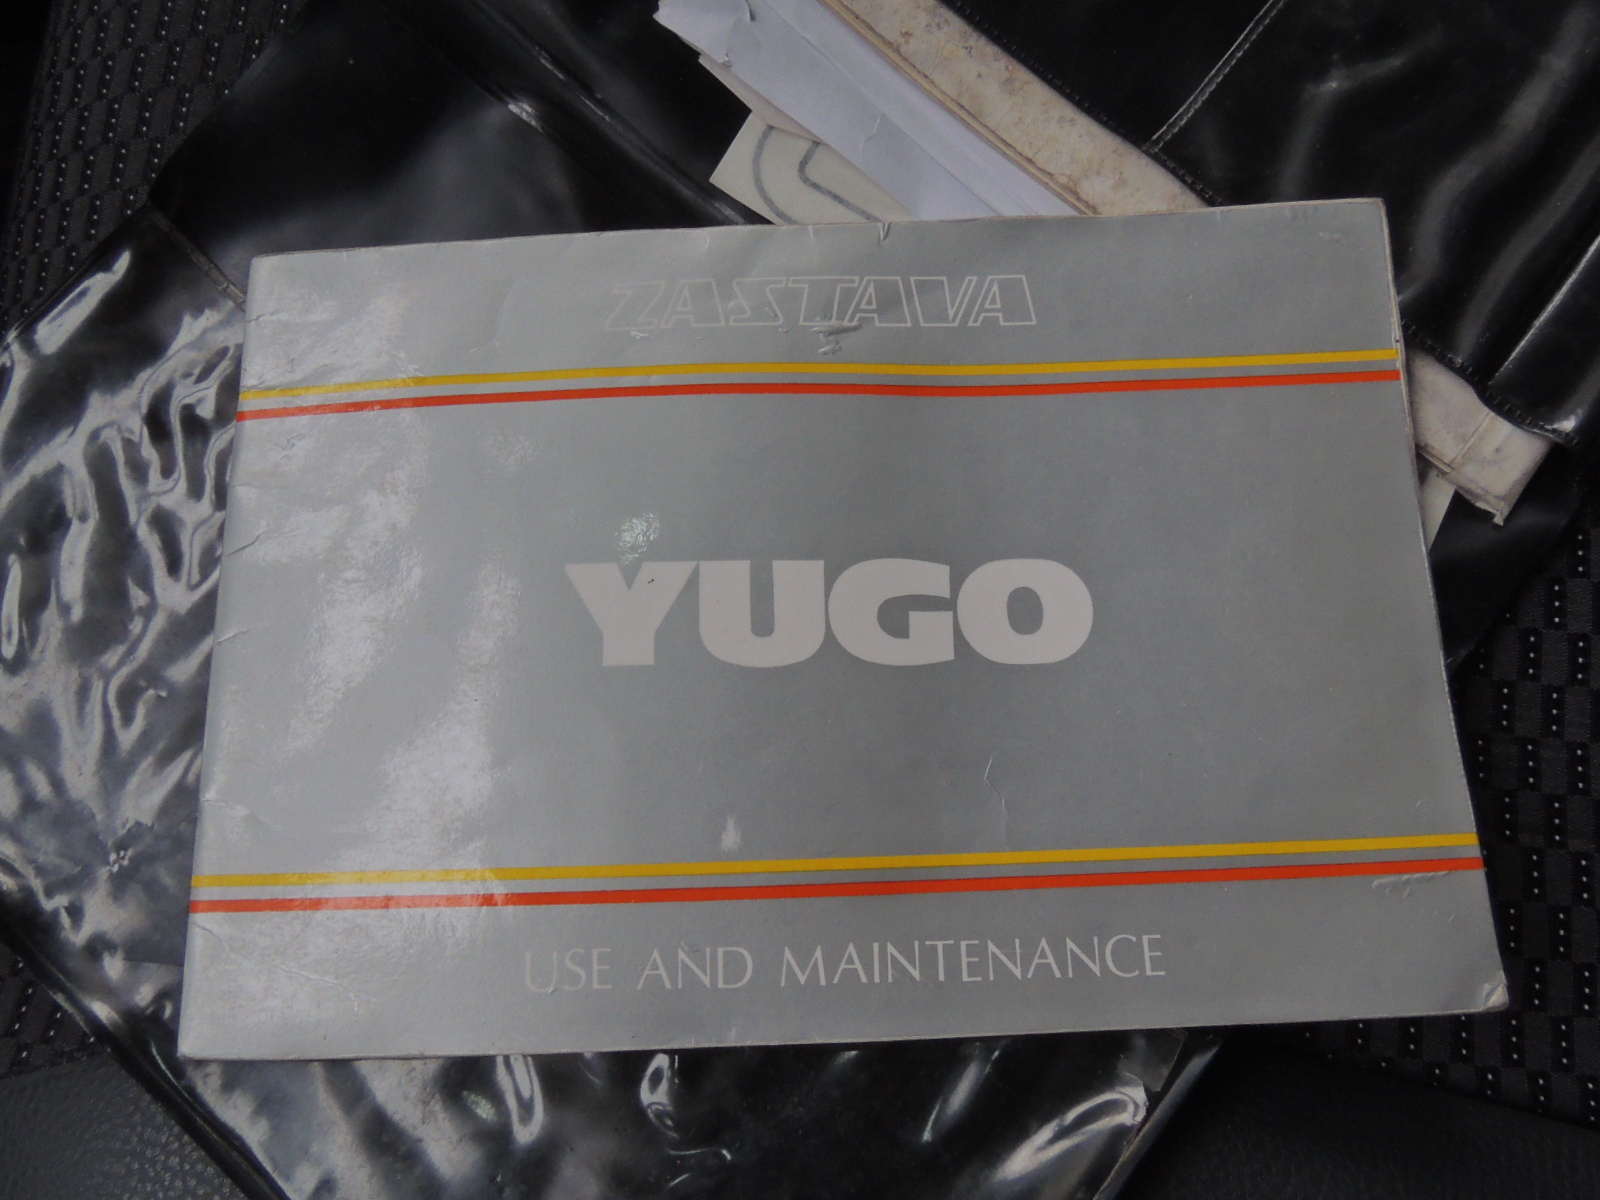 ZASTAVA
YUGO
USE AND MAINTENANCE